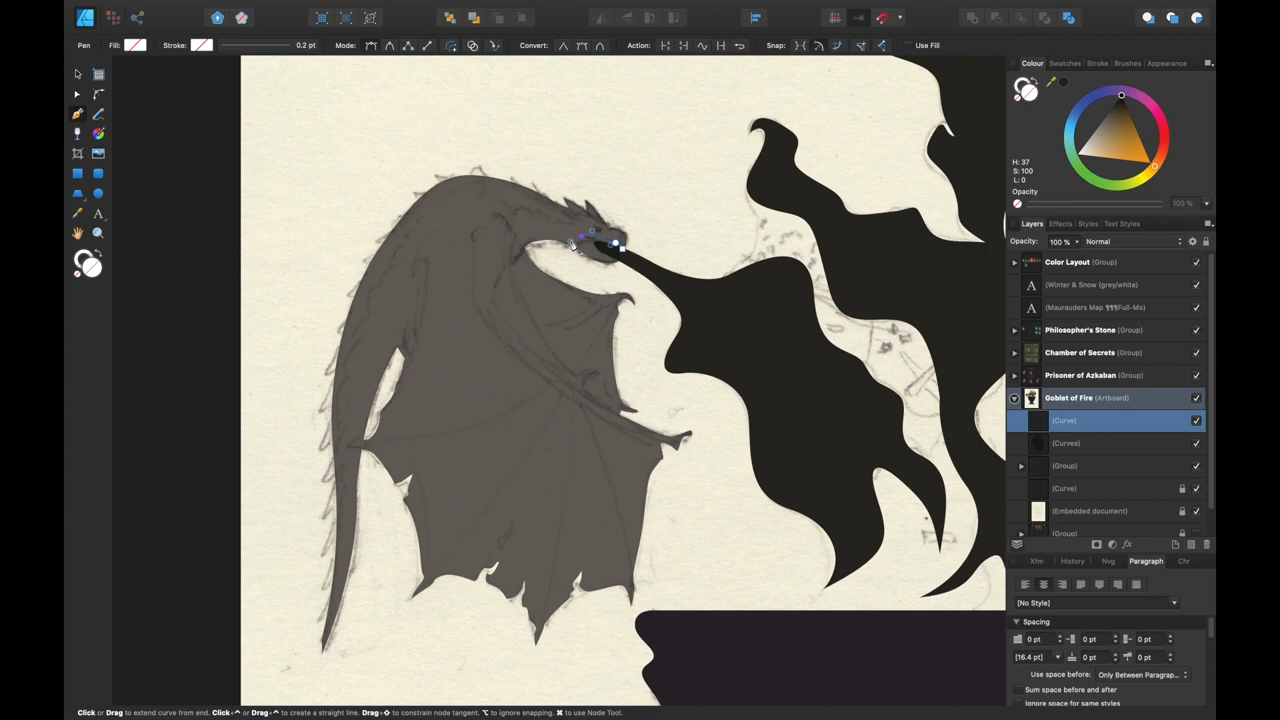 Pen Fill: Stroke: 0.2 pt Mode: Convert: Action: Snap: Use Fill
Colour Swatches Stroke Brushes Appearance
H: 37
S: 100
L: 0
Opacity
100 %
Layers Effects Styles Text Styles
Opacity: 100 % Normal
Color Layout (Group)
A (Winter & Snow (grey/white)
A (Marauders Map ¶¶¶Full-Mo)
Philosopher's Stone (Group)
Chamber of Secrets (Group)
Prisoner of Azkaban (Group)
Goblet of Fire (Artboard)
(Curve)
(Curves)
(Group)
(Curve)
(Embedded document)
(Group)
fx
Xfm History Nvg Paragraph Chr
[No Style]
Spacing
0 pt 0 pt 0 pt
[16.4 pt] 0 pt 0 pt
Use space before: Only Between Paragrap...
Sum space before and after
Ignore space for same styles
Click or Drag to extend curve from end. Click+⌃ or Drag+⌃ to create a straight line. Drag+⇧ to constrain node tangent. ⌥ to ignore snapping. ⌘ to use Node Tool.